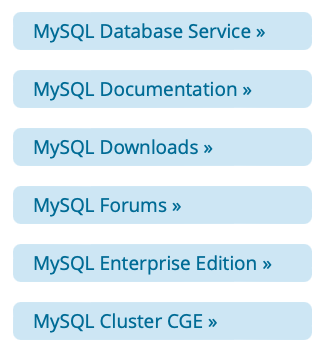 MySQL Database Service »
MySQL Documentation »
MySQL Downloads »
MySQL Forums »
MySQL Enterprise Edition »
MySQL Cluster CGE »